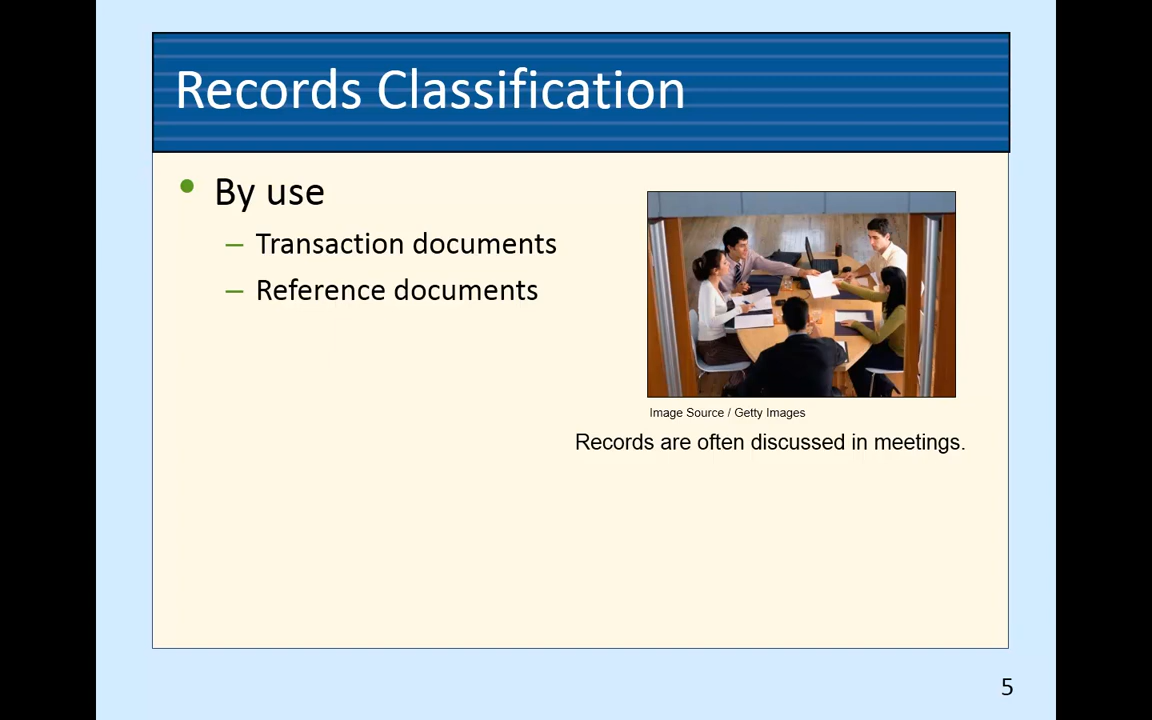 Records Classification
• By use
– Transaction documents
– Reference documents
Image Source / Getty Images
Records are often discussed in meetings.
5